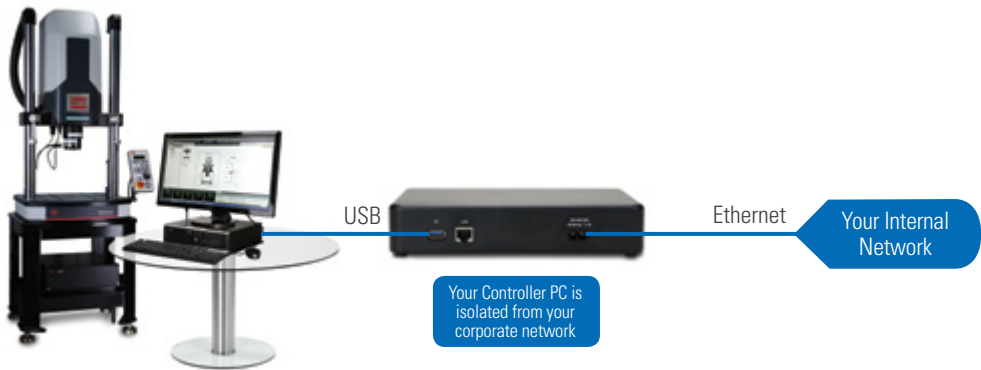 USB
Ethernet
Your Internal
Network
Your Controller PC is
isolated from your
corporate network